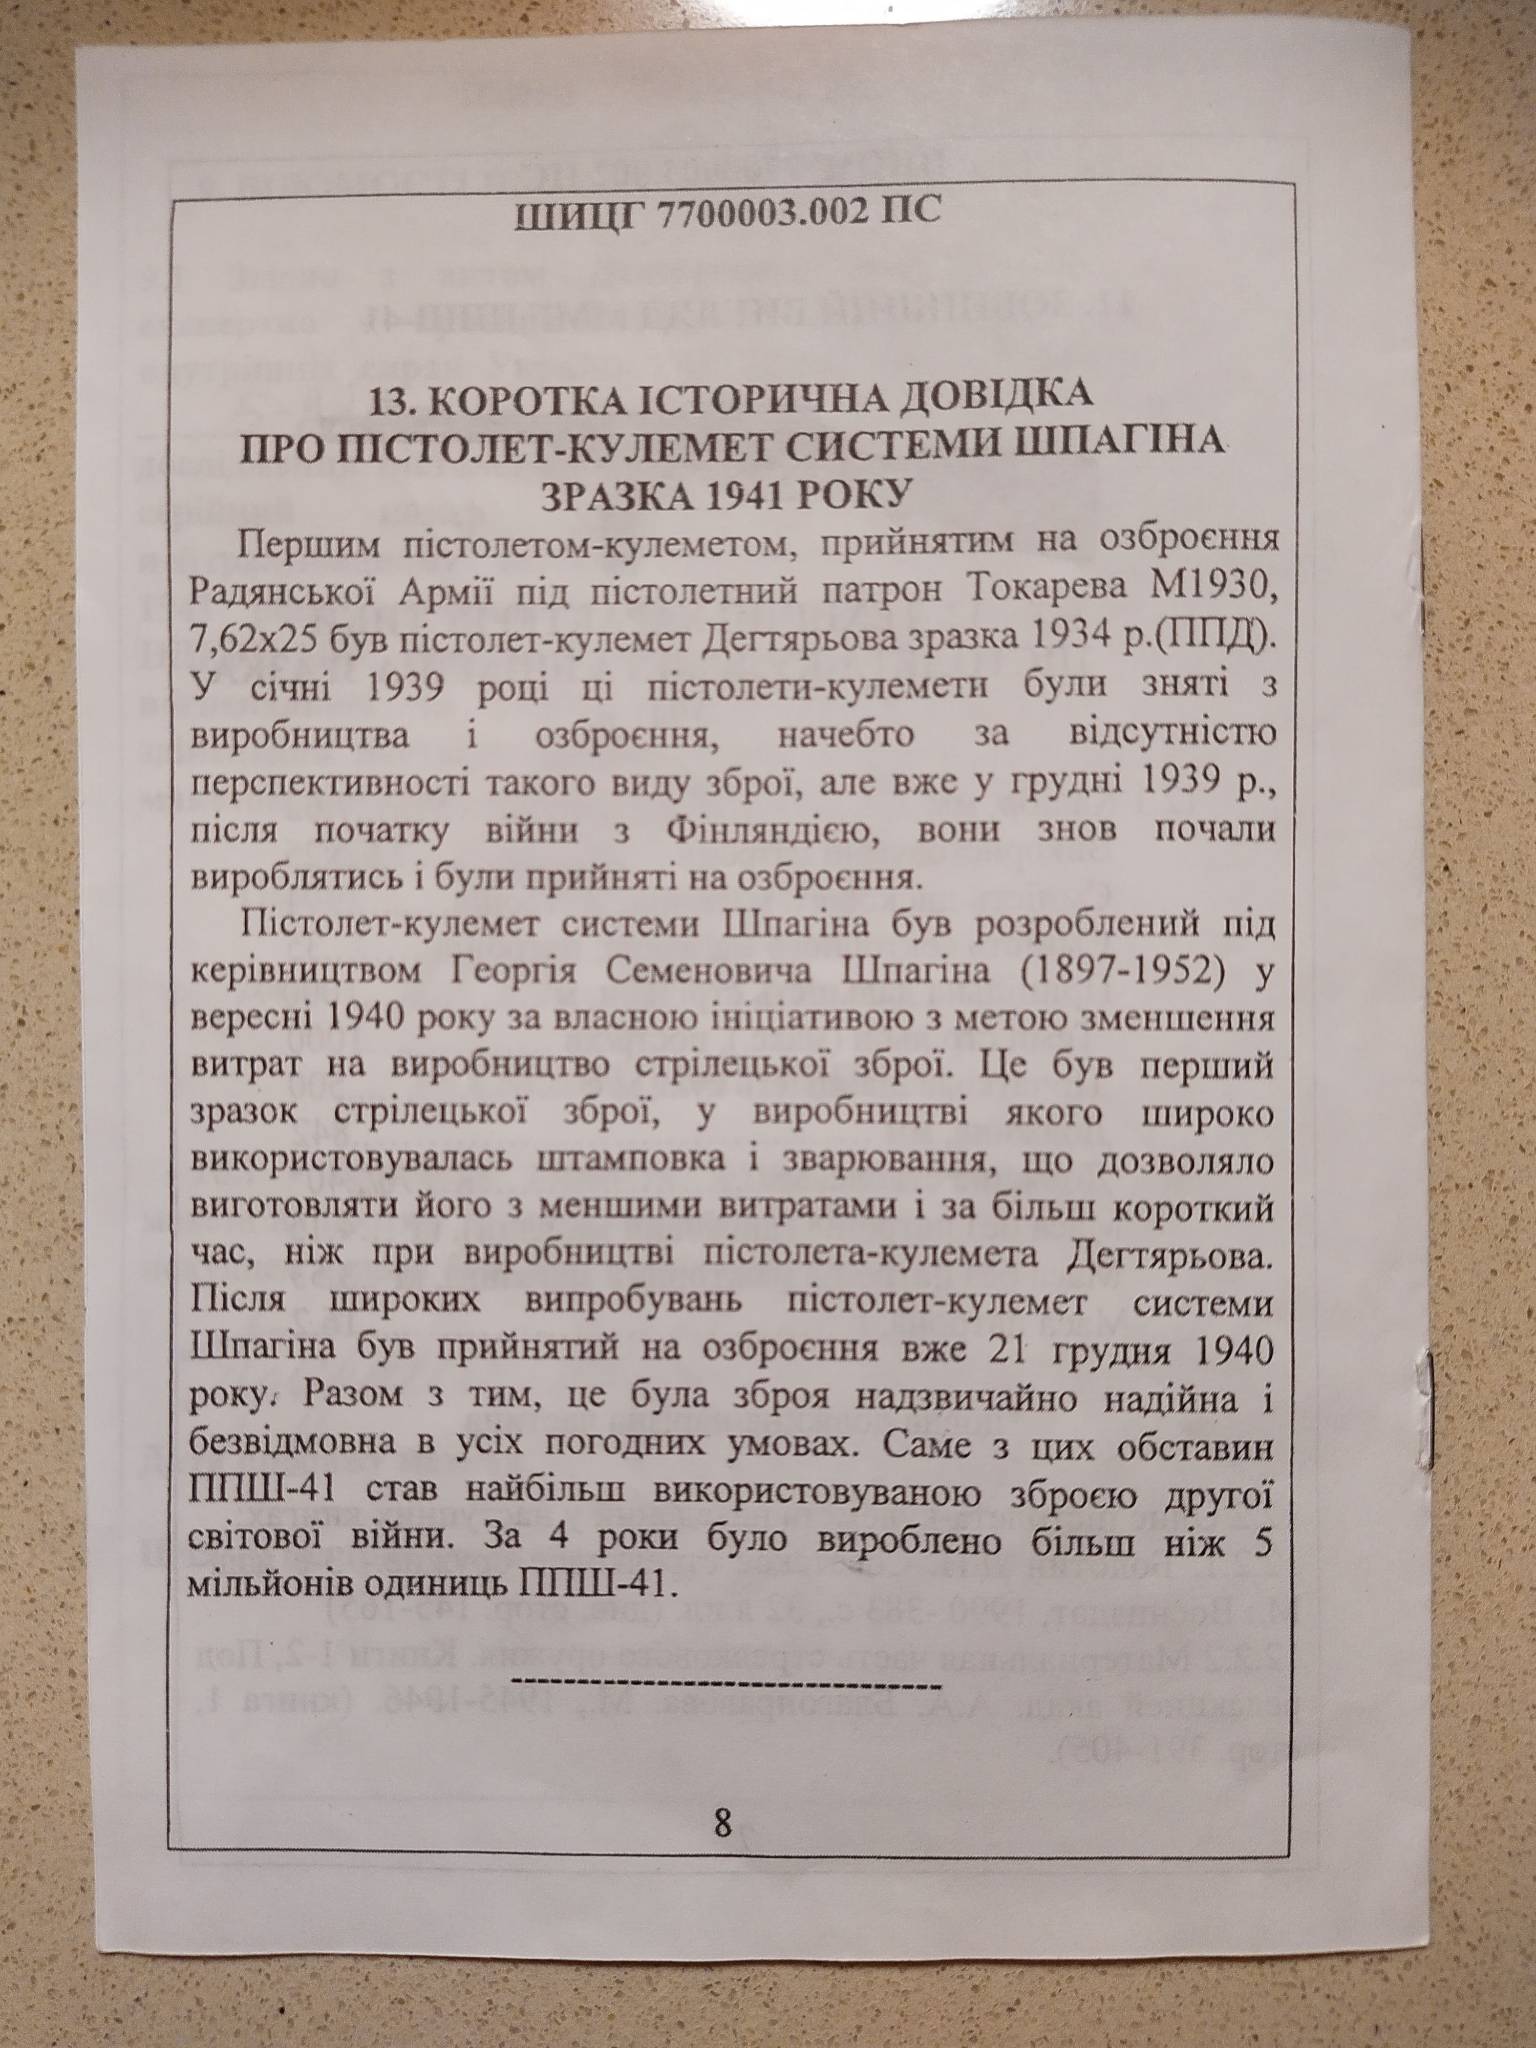 ШИЦГ 7700003.002 ПС
13. КОРОТКА ІСТОРИЧНА ДОВІДКА
ПРО ПІСТОЛЕТ-КУЛЕМЕТ СИСТЕМИ ШПАГІНА
ЗРАЗКА 1941 РОКУ
Першим пістолетом-кулеметом, прийнятим на озброєння
Радянської Армії під пістолетний патрон Токарева М1930,
7,62х25 був пістолет-кулемет Дегтярьова зразка 1934 р.(ППД).
У січні 1939 році ці пістолети-кулемети були зняті з
виробництва і озброєння, начебто за відсутністю
перспективності такого виду зброї, але вже у грудні 1939 р.,
після початку війни з Фінляндією, вони знов почали
вироблятись і були прийняті на озброєння.
Пістолет-кулемет системи Шпагіна був розроблений під
керівництвом Георгія Семеновича Шпагіна (1897-1952) у
вересні 1940 року за власною ініціативою з метою зменшення
витрат на виробництво стрілецької зброї. Це був перший
зразок стрілецької зброї, у виробництві якого широко
використовувалась штамповка і зварювання, що дозволяло
виготовляти його з меншими витратами і за більш короткий
час, ніж при виробництві пістолета-кулемета Дегтярьова.
Після широких випробувань пістолет-кулемет системи
Шпагіна був прийнятий на озброєння вже 21 грудня 1940
року. Разом з тим, це була зброя надзвичайно надійна і
безвідмовна в усіх погодних умовах. Саме з цих обставин
ППШ-41 став найбільш використовуваною зброєю другої
світової війни. За 4 роки було вироблено більш ніж 5
мільйонів одиниць ППШ-41.
--------------------------------
8